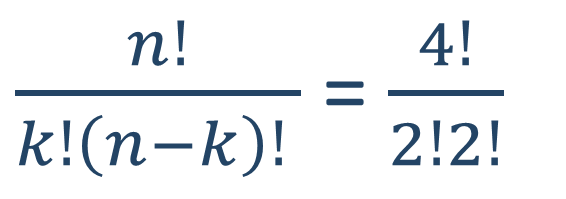 n! / k!(n−k)! = 4! / 2!2!